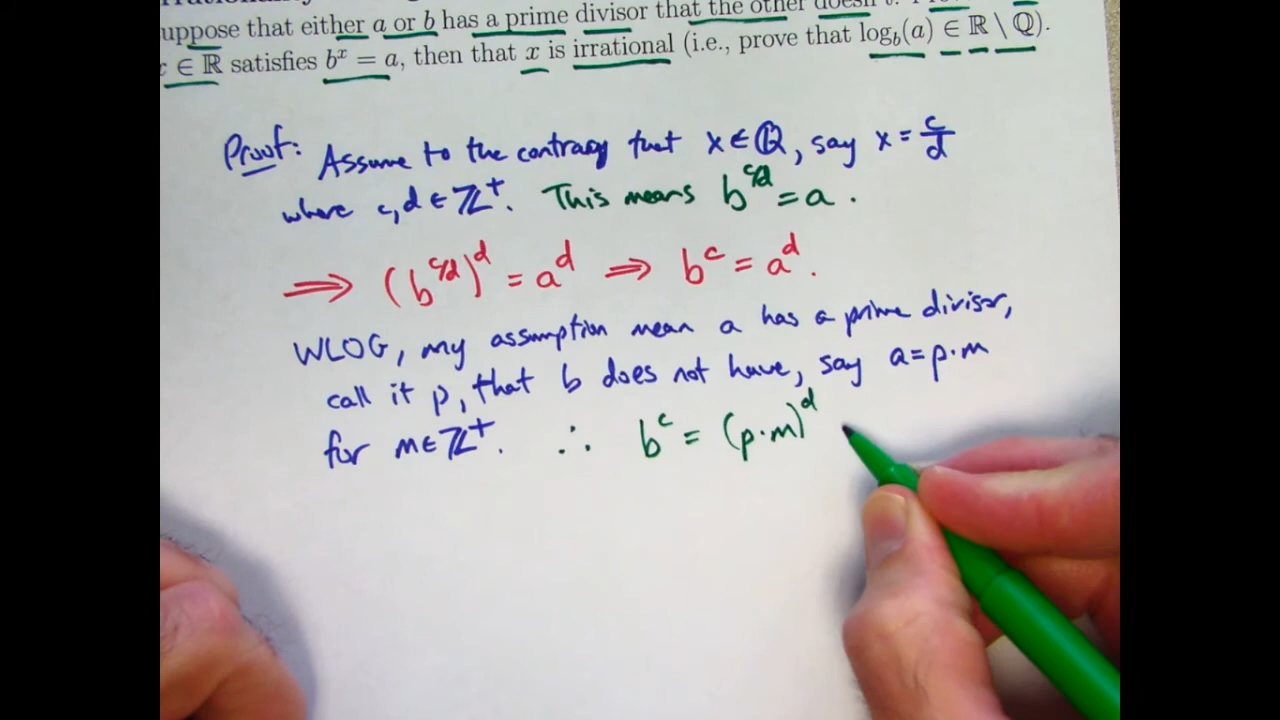 uppose that either a or b has a prime divisor that the other doesn't.
∈ ℝ satisfies bˣ = a, then that x is irrational (i.e., prove that log_b(a) ∈ ℝ \ ℚ).
Proof: Assume to the contrary that x ∈ ℚ, say x = c/d
where c, d ∈ ℤ⁺. This means b^(c/d) = a.
⟹ (b^(c/d))^d = a^d ⟹ b^c = a^d.
WLOG, my assumption mean a has a prime divisor,
call it p, that b does not have, say a = p·m
for m ∈ ℤ⁺. ∴ b^c = (p·m)^d